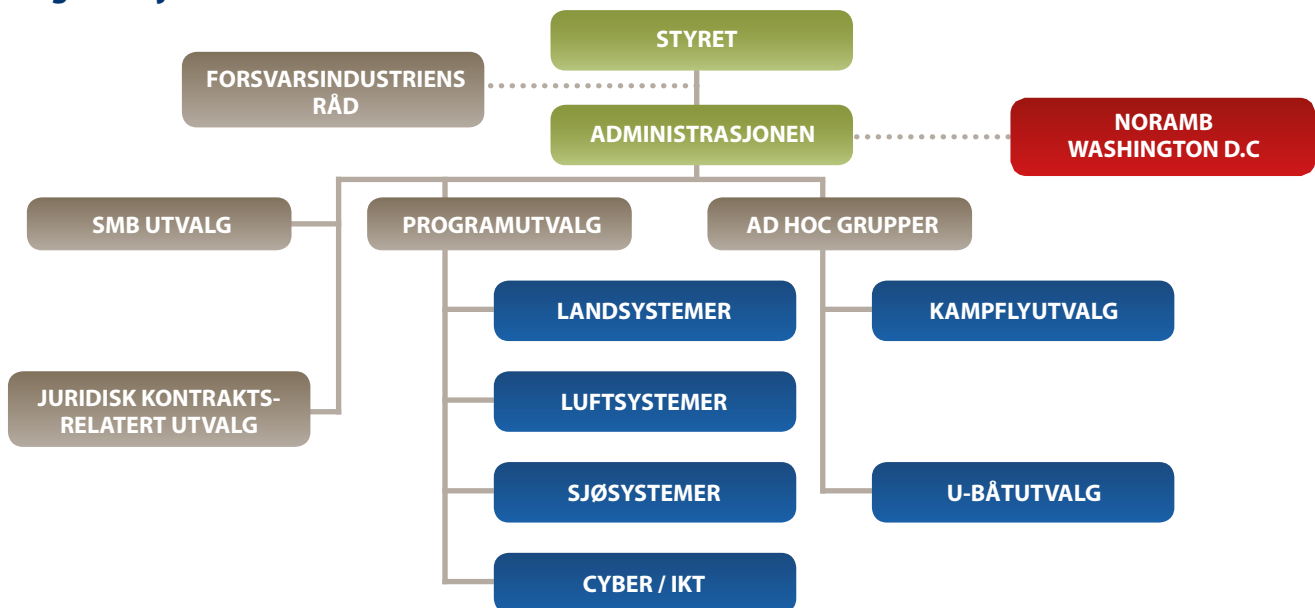 STYRET
FORSVARSINDUSTRIENS
RÅD
ADMINISTRASJONEN
NORAMB
WASHINGTON D.C
SMB UTVALG
PROGRAMUTVALG
AD HOC GRUPPER
LANDSYSTEMER
KAMPFLYUTVALG
JURIDISK KONTRAKTS-
RELATERT UTVALG
LUFTSYSTEMER
SJØSYSTEMER
U-BÅTUTVALG
CYBER / IKT